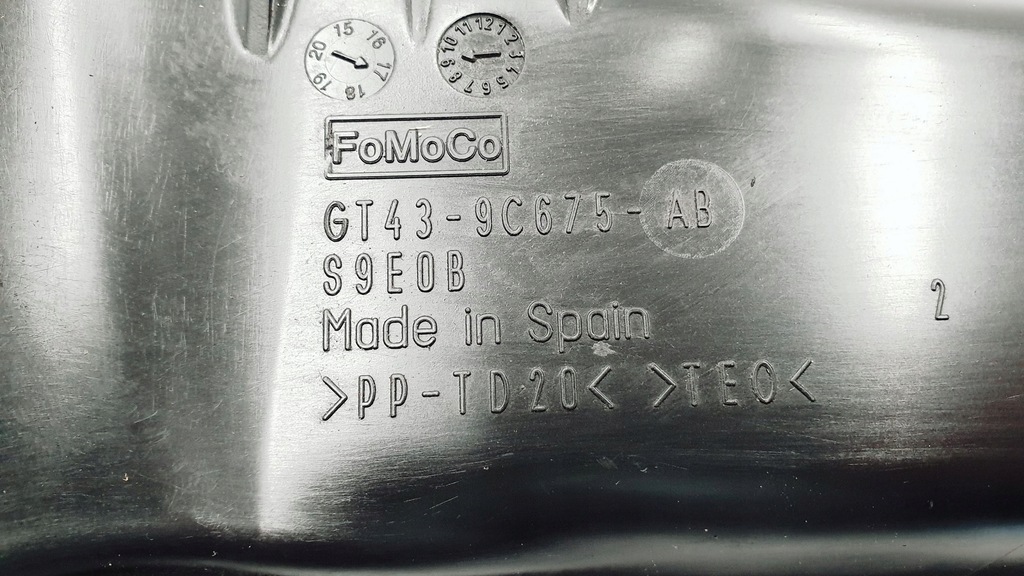 15 16 17 18 19 20
12 1 2 3 4 5 6 7 8 9 10 11
FoMoCo
GT43-9C675-AB
S9E0B
2
Made in Spain
>PP-TD20< >TEO<